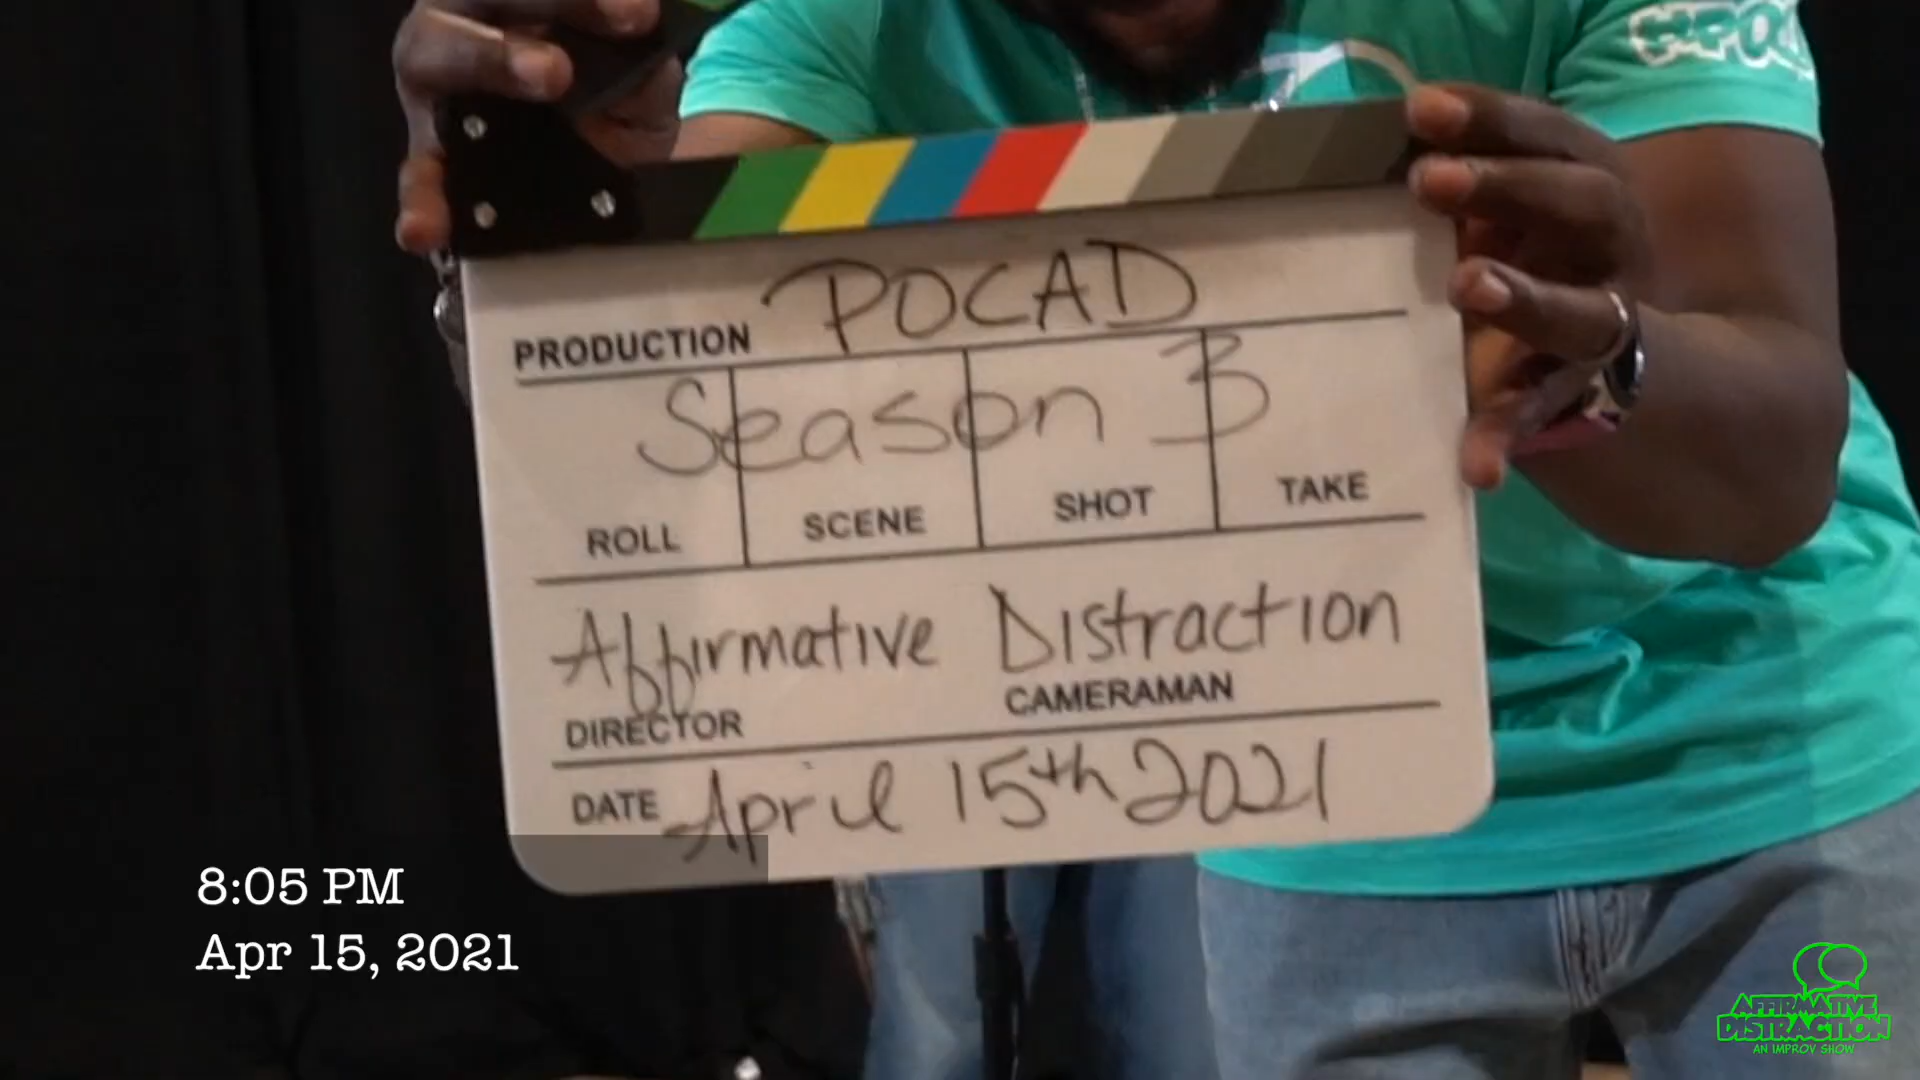 #POC
POCAD
PRODUCTION
Season 3
ROLL SCENE SHOT TAKE
Affirmative Distraction
DIRECTOR CAMERAMAN
DATE April 15th 2021
8:05 PM
Apr 15, 2021
AFFIRMATIVE
DISTRACTION
AN IMPROV SHOW